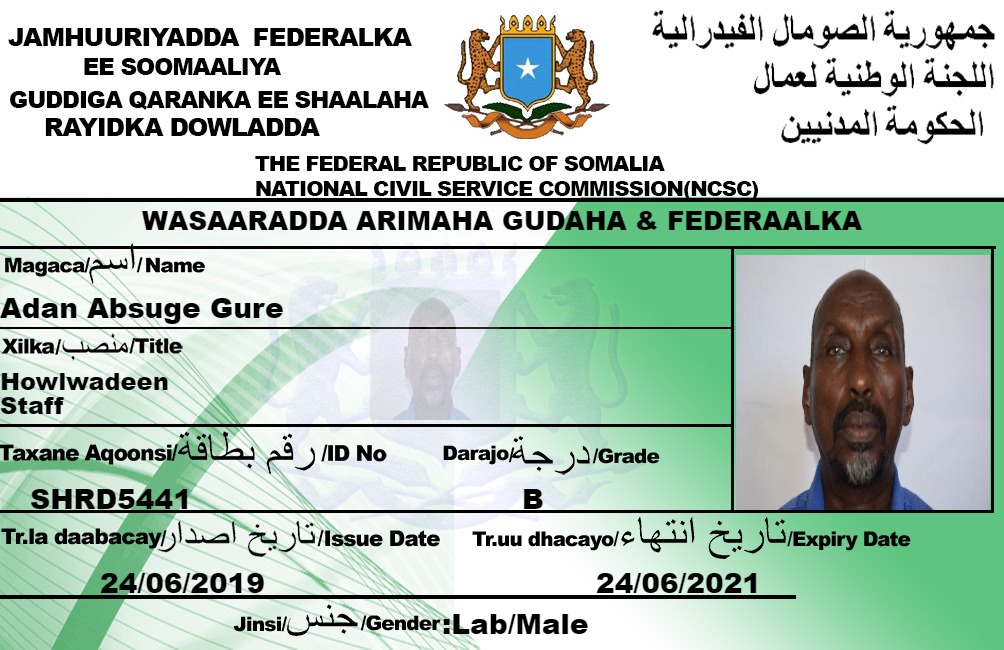 JAMHUURIYADDA FEDERALKA
EE SOOMAALIYA
GUDDIGA QARANKA EE SHAALAHA
RAYIDKA DOWLADDA
جمهورية الصومال الفيدرالية
اللجنة الوطنية لعمال
الحكومة المدنيين
THE FEDERAL REPUBLIC OF SOMALIA
NATIONAL CIVIL SERVICE COMMISSION(NCSC)
WASAARADDA ARIMAHA GUDAHA & FEDERAALKA
Magaca/اسم/Name
Adan Absuge Gure
Xilka/منصب/Title
Howlwadeen
Staff
Taxane Aqoonsi/رقم بطاقة/ID No
SHRD5441
Darajo/درجة/Grade
B
Tr.la daabacay/تاريخ اصدار/Issue Date
24/06/2019
Tr.uu dhacayo/تاريخ انتهاء/Expiry Date
24/06/2021
Jinsi/جنس/Gender:Lab/Male